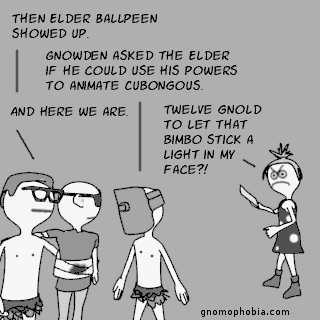 THEN ELDER BALLPEEN
SHOWED UP.
GNOWDEN ASKED THE ELDER
IF HE COULD USE HIS POWERS
TO ANIMATE CUBONGOUS.
AND HERE WE ARE.
TWELVE GNOLD
TO LET THAT
BIMBO STICK A
LIGHT IN MY
FACE?!
gnomophobia.com